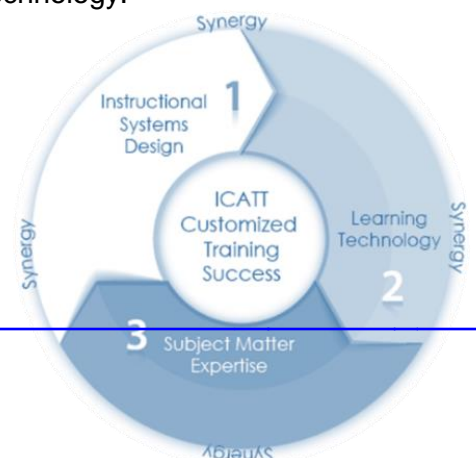 echnology.
Synergy
Instructional
Systems
Design
1
ICATT
Customized
Training
Success
Learning
Technology
2
Synergy
Synergy
3
Subject Matter
Expertise
Synergy